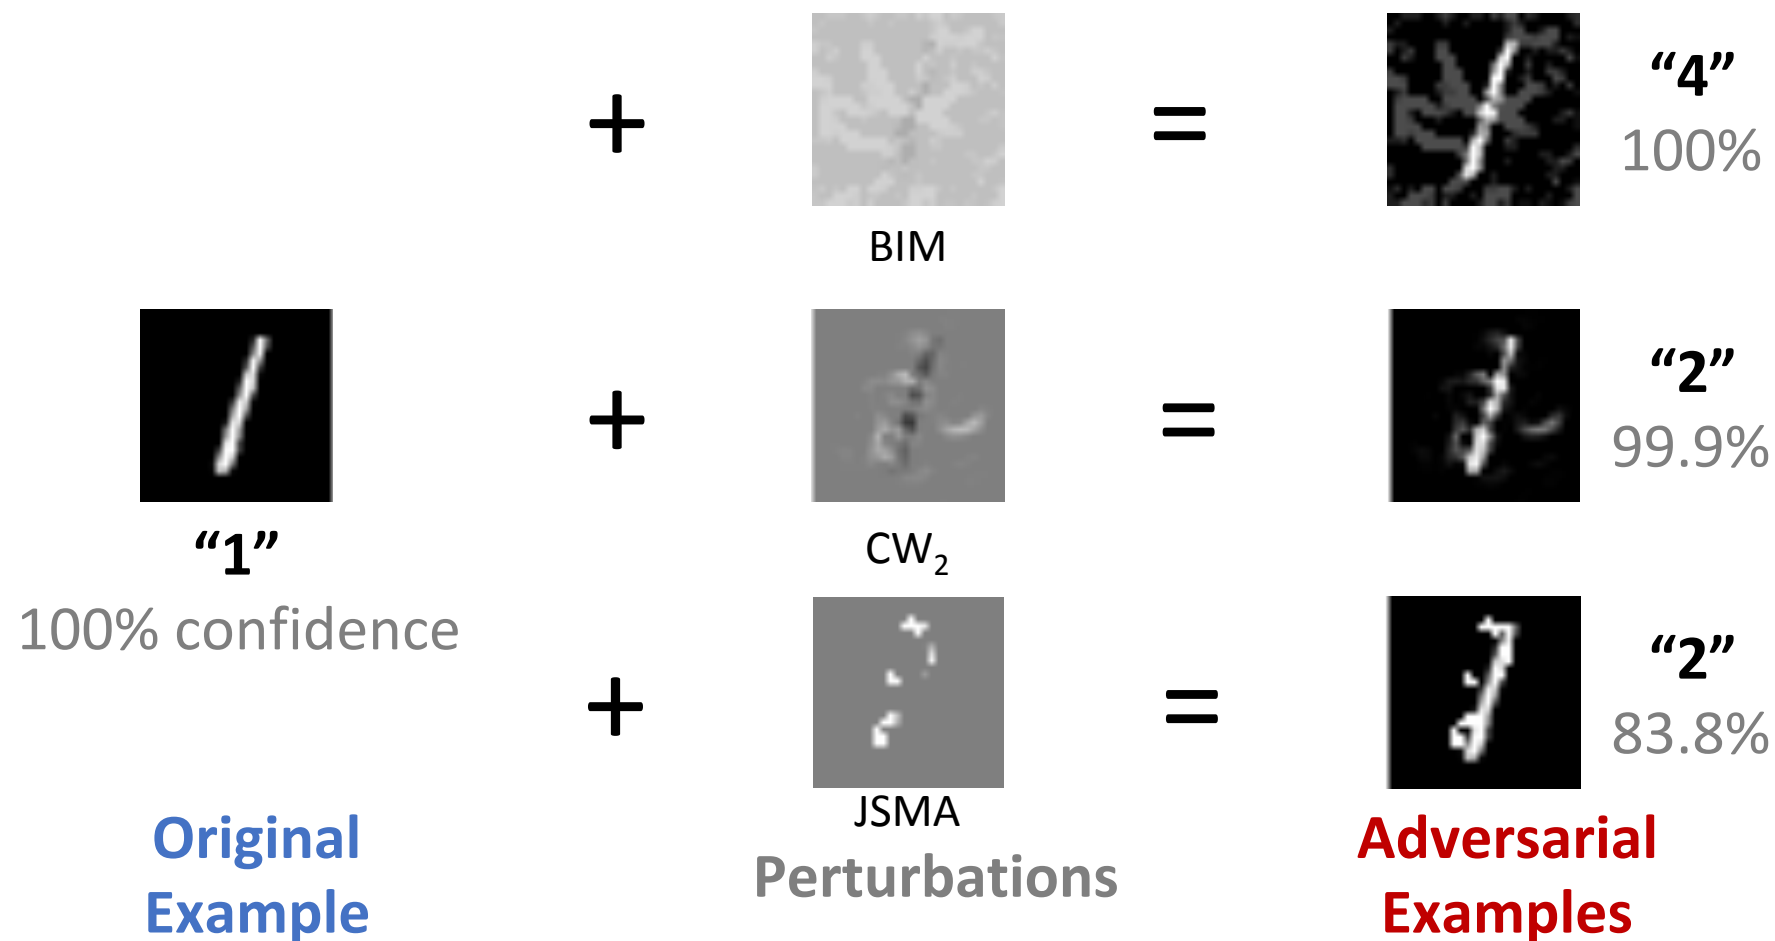 +
=
“4”
100%
BIM
“1”
100% confidence
+
=
“2”
99.9%
CW₂
+
=
“2”
83.8%
JSMA
Original
Example
Perturbations
Adversarial
Examples